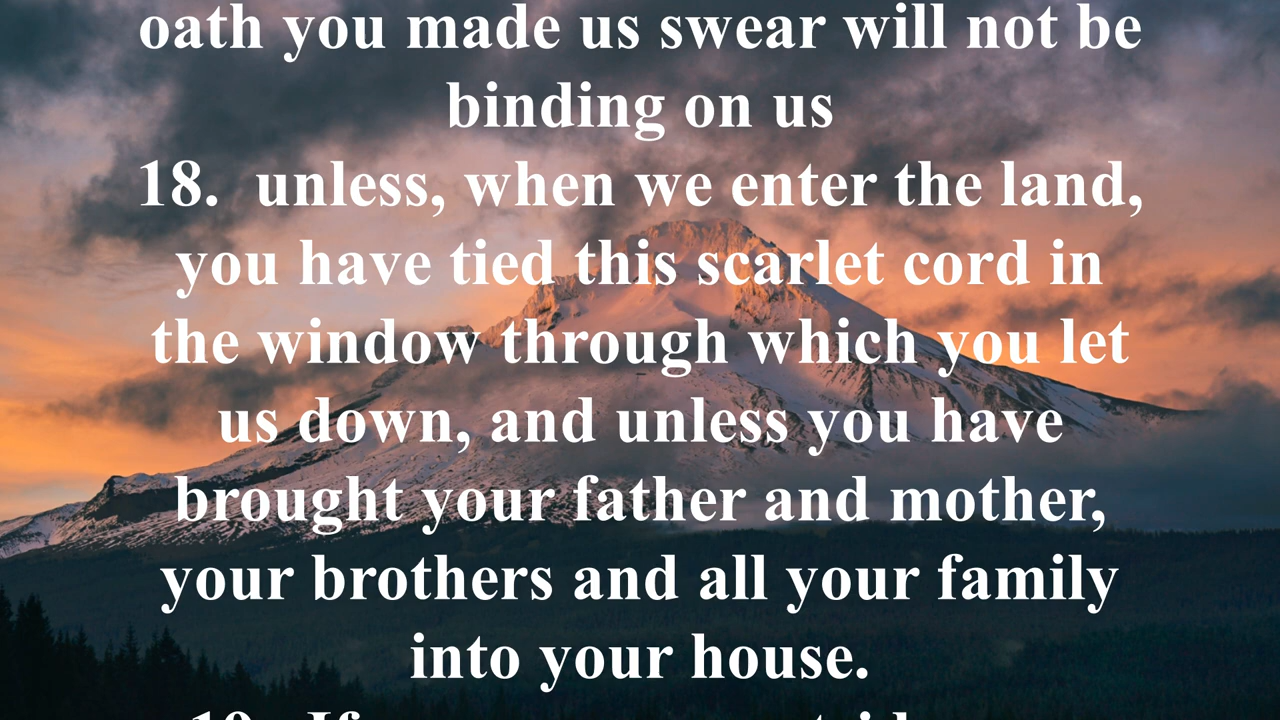 oath you made us swear will not be
binding on us
18.  unless, when we enter the land,
you have tied this scarlet cord in
the window through which you let
us down, and unless you have
brought your father and mother,
your brothers and all your family
into your house.